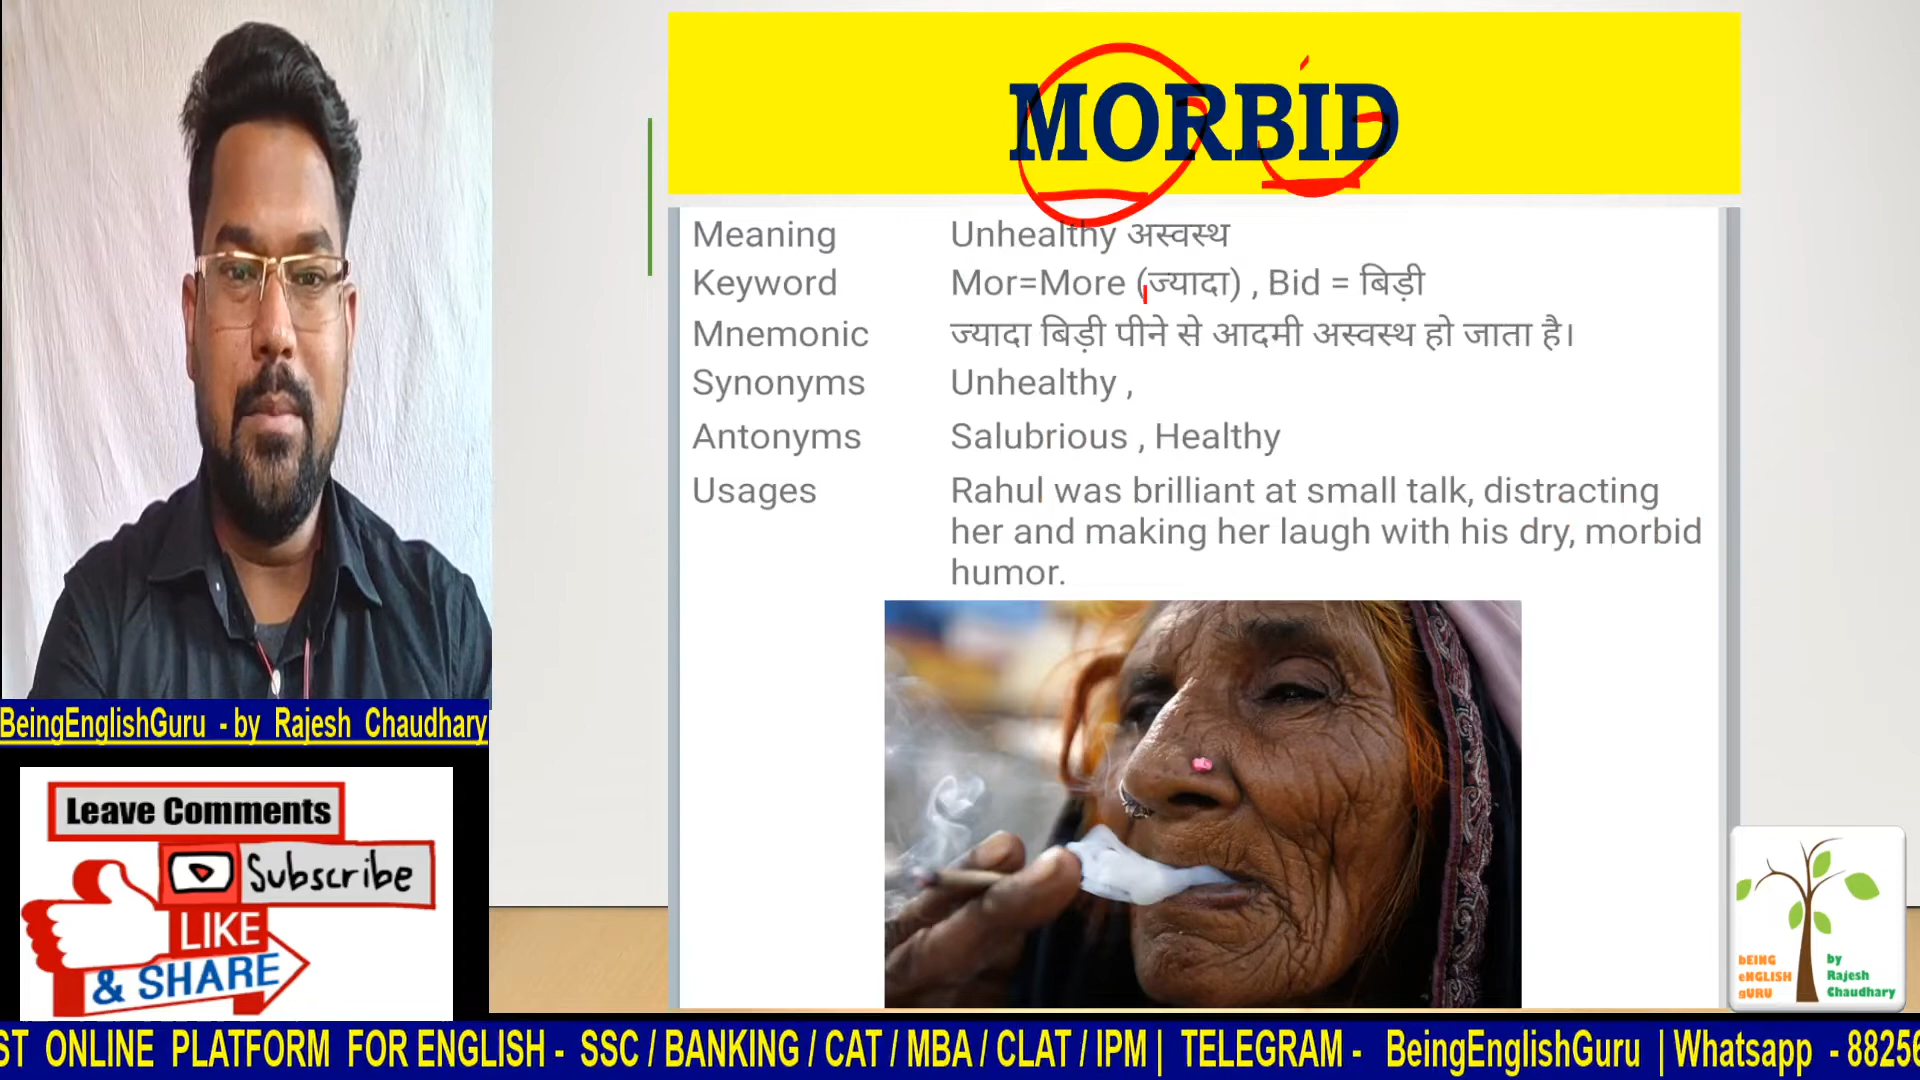 MORBID
Meaning Unhealthy अस्वस्थ
Keyword Mor=More (ज्यादा) , Bid = बिड़ी
Mnemonic ज्यादा बिड़ी पीने से आदमी अस्वस्थ हो जाता है।
Synonyms Unhealthy ,
Antonyms Salubrious , Healthy
Usages Rahul was brilliant at small talk, distracting
her and making her laugh with his dry, morbid
humor.
BeingEnglishGuru - by Rajesh Chaudhary
Leave Comments
Subscribe
LIKE
& SHARE
bEING
eNGLISH
gURU
by
Rajesh
Chaudhary
ST ONLINE PLATFORM FOR ENGLISH - SSC / BANKING / CAT / MBA / CLAT / IPM | TELEGRAM - BeingEnglishGuru | Whatsapp - 88256